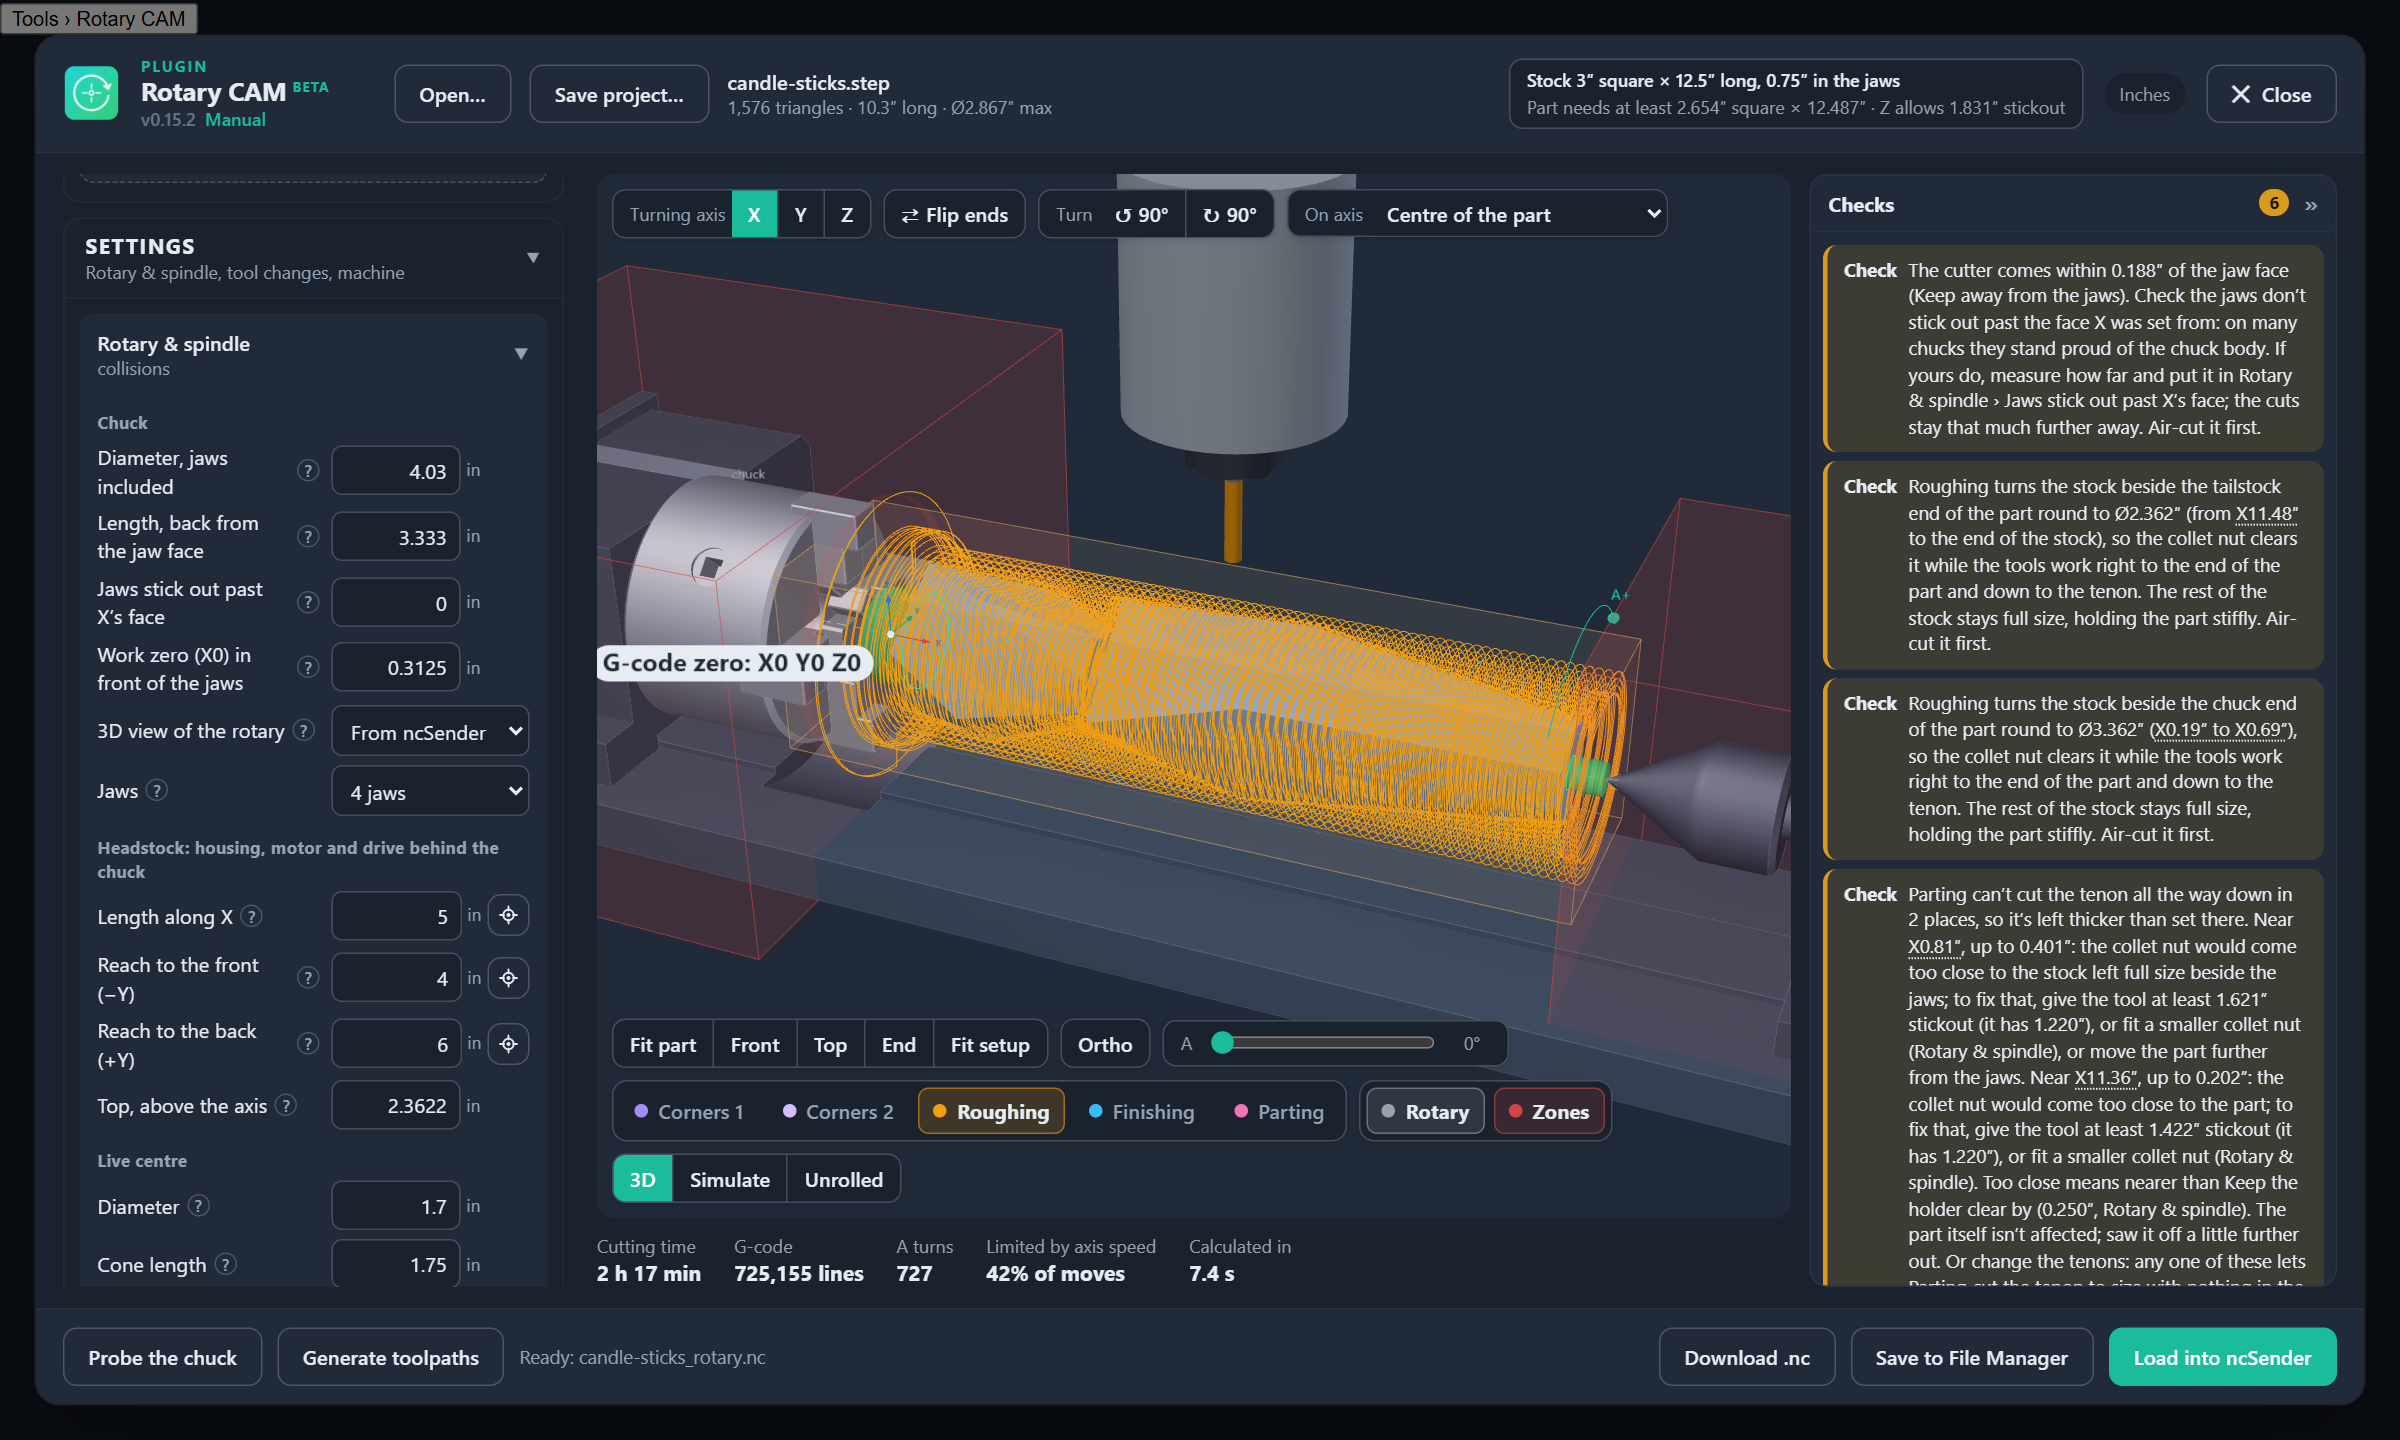 Tools › Rotary CAM
PLUGIN
Rotary CAM BETA
v0.15.2 Manual
Open...
Save project...
candle-sticks.step
1,576 triangles · 10.3″ long · Ø2.867″ max
Stock 3″ square × 12.5″ long, 0.75″ in the jaws
Part needs at least 2.654″ square × 12.487″ · Z allows 1.831″ stickout
Inches
✕ Close
SETTINGS
Rotary & spindle, tool changes, machine
▼
Rotary & spindle
collisions
▼
Chuck
Diameter, jaws
included
? 4.03 in
Length, back from
the jaw face
? 3.333 in
Jaws stick out past
X’s face
? 0 in
Work zero (X0) in
front of the jaws
? 0.3125 in
3D view of the rotary ? From ncSender
Jaws ? 4 jaws
Headstock: housing, motor and drive behind the
chuck
Length along X ? 5 in
Reach to the front
(−Y)
? 4 in
Reach to the back
(+Y)
? 6 in
Top, above the axis ? 2.3622 in
Live centre
Diameter ? 1.7 in
Cone length ? 1.75 in
Turning axis X Y Z
⇄ Flip ends
Turn ↺ 90° ↻ 90°
On axis Centre of the part
chuck
A+
G-code zero: X0 Y0 Z0
Fit part Front Top End Fit setup
Ortho
A 0°
Corners 1 Corners 2 Roughing Finishing Parting
Rotary Zones
3D Simulate Unrolled
Cutting time
2 h 17 min
G-code
725,155 lines
A turns
727
Limited by axis speed
42% of moves
Calculated in
7.4 s
Checks 6 »
Check The cutter comes within 0.188″ of the jaw face
(Keep away from the jaws). Check the jaws don’t
stick out past the face X was set from: on many
chucks they stand proud of the chuck body. If
yours do, measure how far and put it in Rotary
& spindle › Jaws stick out past X’s face; the cuts
stay that much further away. Air-cut it first.
Check Roughing turns the stock beside the tailstock
end of the part round to Ø2.362″ (from X11.48″
to the end of the stock), so the collet nut clears
it while the tools work right to the end of the
part and down to the tenon. The rest of the
stock stays full size, holding the part stiffly. Air-
cut it first.
Check Roughing turns the stock beside the chuck end
of the part round to Ø3.362″ (X0.19″ to X0.69″),
so the collet nut clears it while the tools work
right to the end of the part and down to the
tenon. The rest of the stock stays full size,
holding the part stiffly. Air-cut it first.
Check Parting can’t cut the tenon all the way down in
2 places, so it’s left thicker than set there. Near
X0.81″, up to 0.401″: the collet nut would come
too close to the stock left full size beside the
jaws; to fix that, give the tool at least 1.621″
stickout (it has 1.220″), or fit a smaller collet nut
(Rotary & spindle), or move the part further
from the jaws. Near X11.36″, up to 0.202″: the
collet nut would come too close to the part; to
fix that, give the tool at least 1.422″ stickout (it
has 1.220″), or fit a smaller collet nut (Rotary &
spindle). Too close means nearer than Keep the
holder clear by (0.250″, Rotary & spindle). The
part itself isn’t affected; saw it off a little further
out. Or change the tenons: any one of these lets
Parting cut the tenon to size with nothing in the
Probe the chuck
Generate toolpaths
Ready: candle-sticks_rotary.nc
Download .nc
Save to File Manager
Load into ncSender